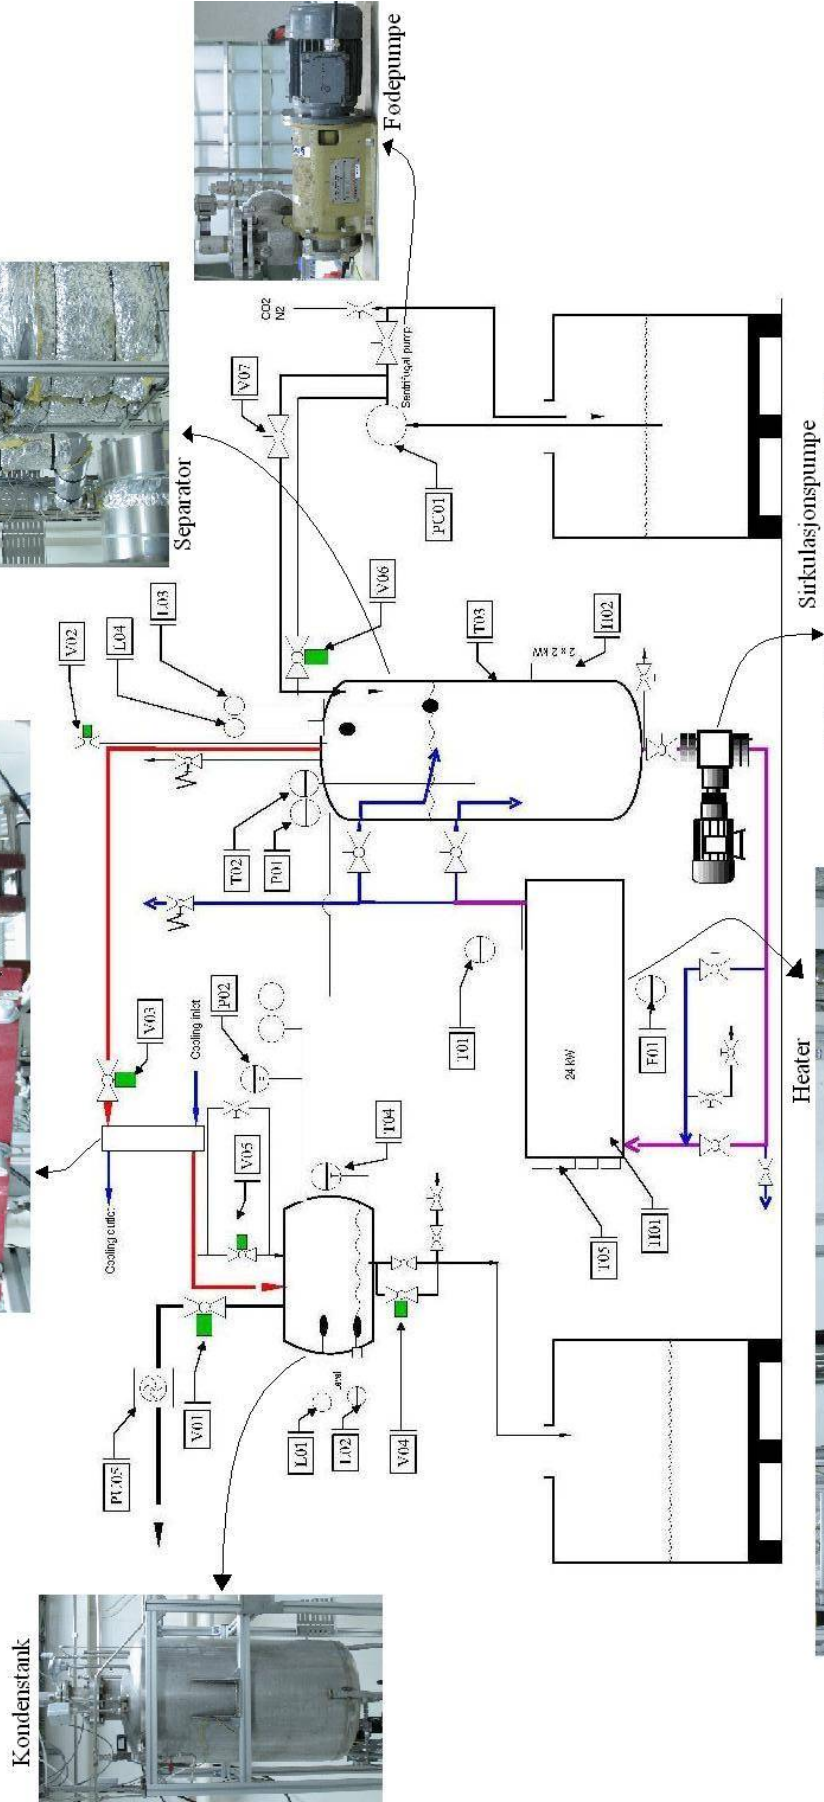 Kondenstank
PU05
V01
L01
L02
V04
Cooling outlet
V05
T04
Cooling inlet
V03
P02
T05
H01
24 kW
T01
F01
Heater
T02
P01
V02
L04
L03
Separator
V06
T03
H02
2 x 2 kW
Sirkulasjonspumpe
V07
CO2
N2
Sentrifugal pump
PU01
Fødepumpe